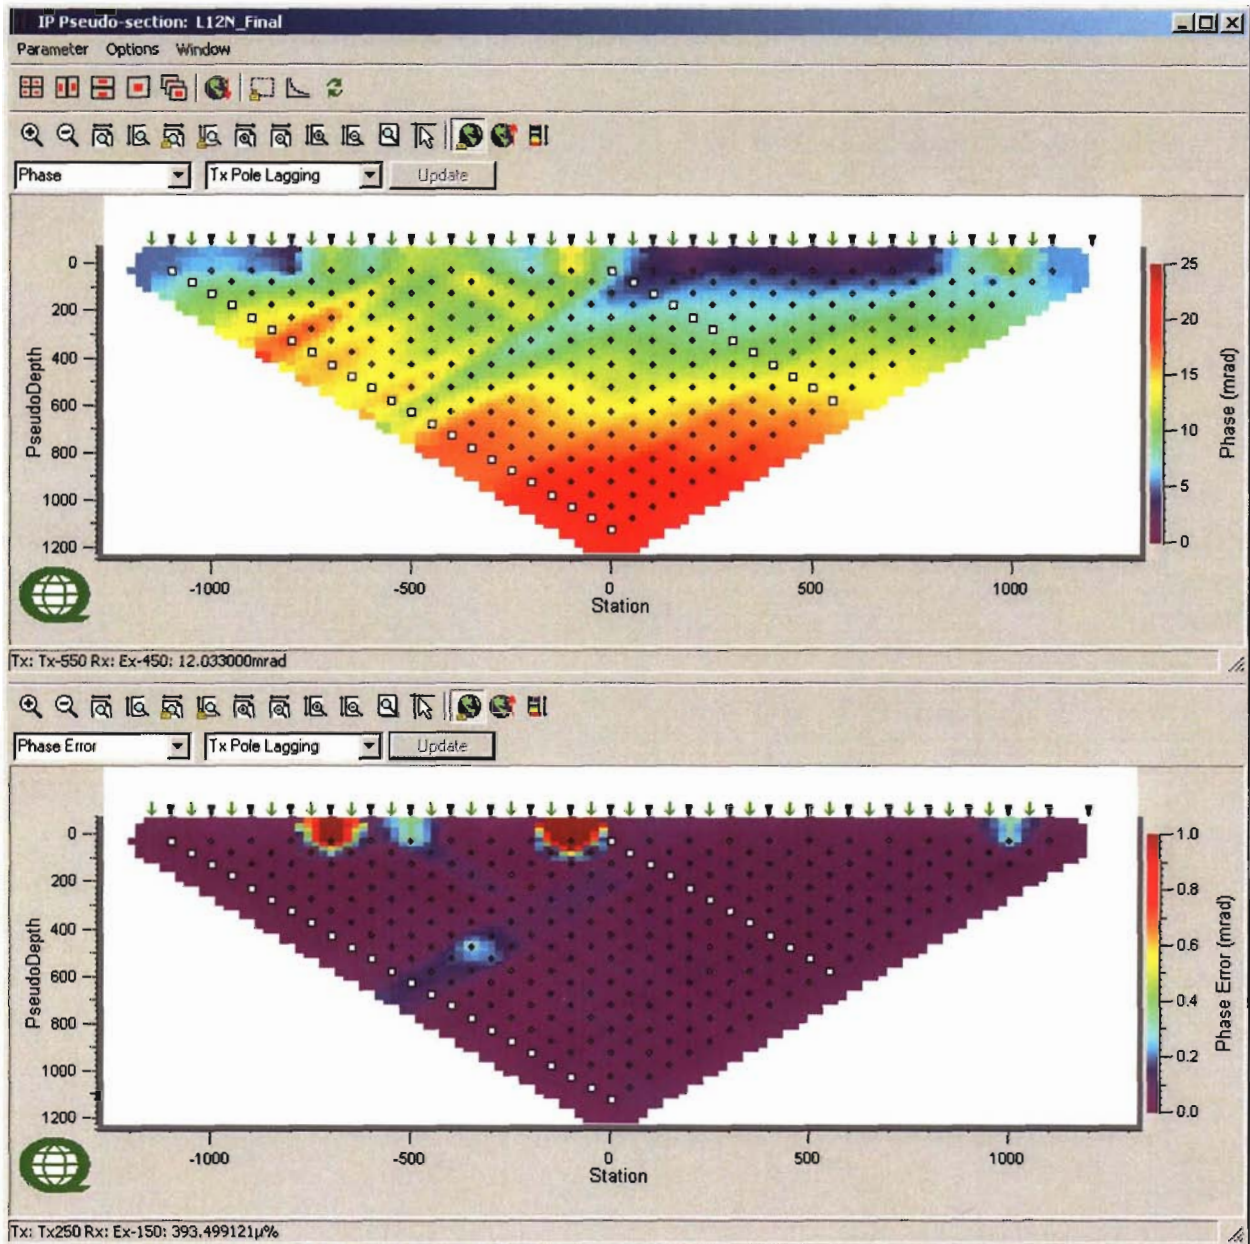 IP Pseudo-section: L12N_Final
Parameter Options Window
Phase Tx Pole Lagging Update
0
200
400
600
800
1000
1200
PseudoDepth
-1000 -500 0 500 1000
Station
25
20
15
10
5
0
Phase (mrad)
Tx: Tx-550 Rx: Ex-450: 12.033000mrad
Phase Error Tx Pole Lagging Update
0
200
400
600
800
1000
1200
PseudoDepth
-1000 -500 0 500 1000
Station
1.0
0.8
0.6
0.4
0.2
0.0
Phase Error (mrad)
Tx: Tx250 Rx: Ex-150: 393.499121µ%